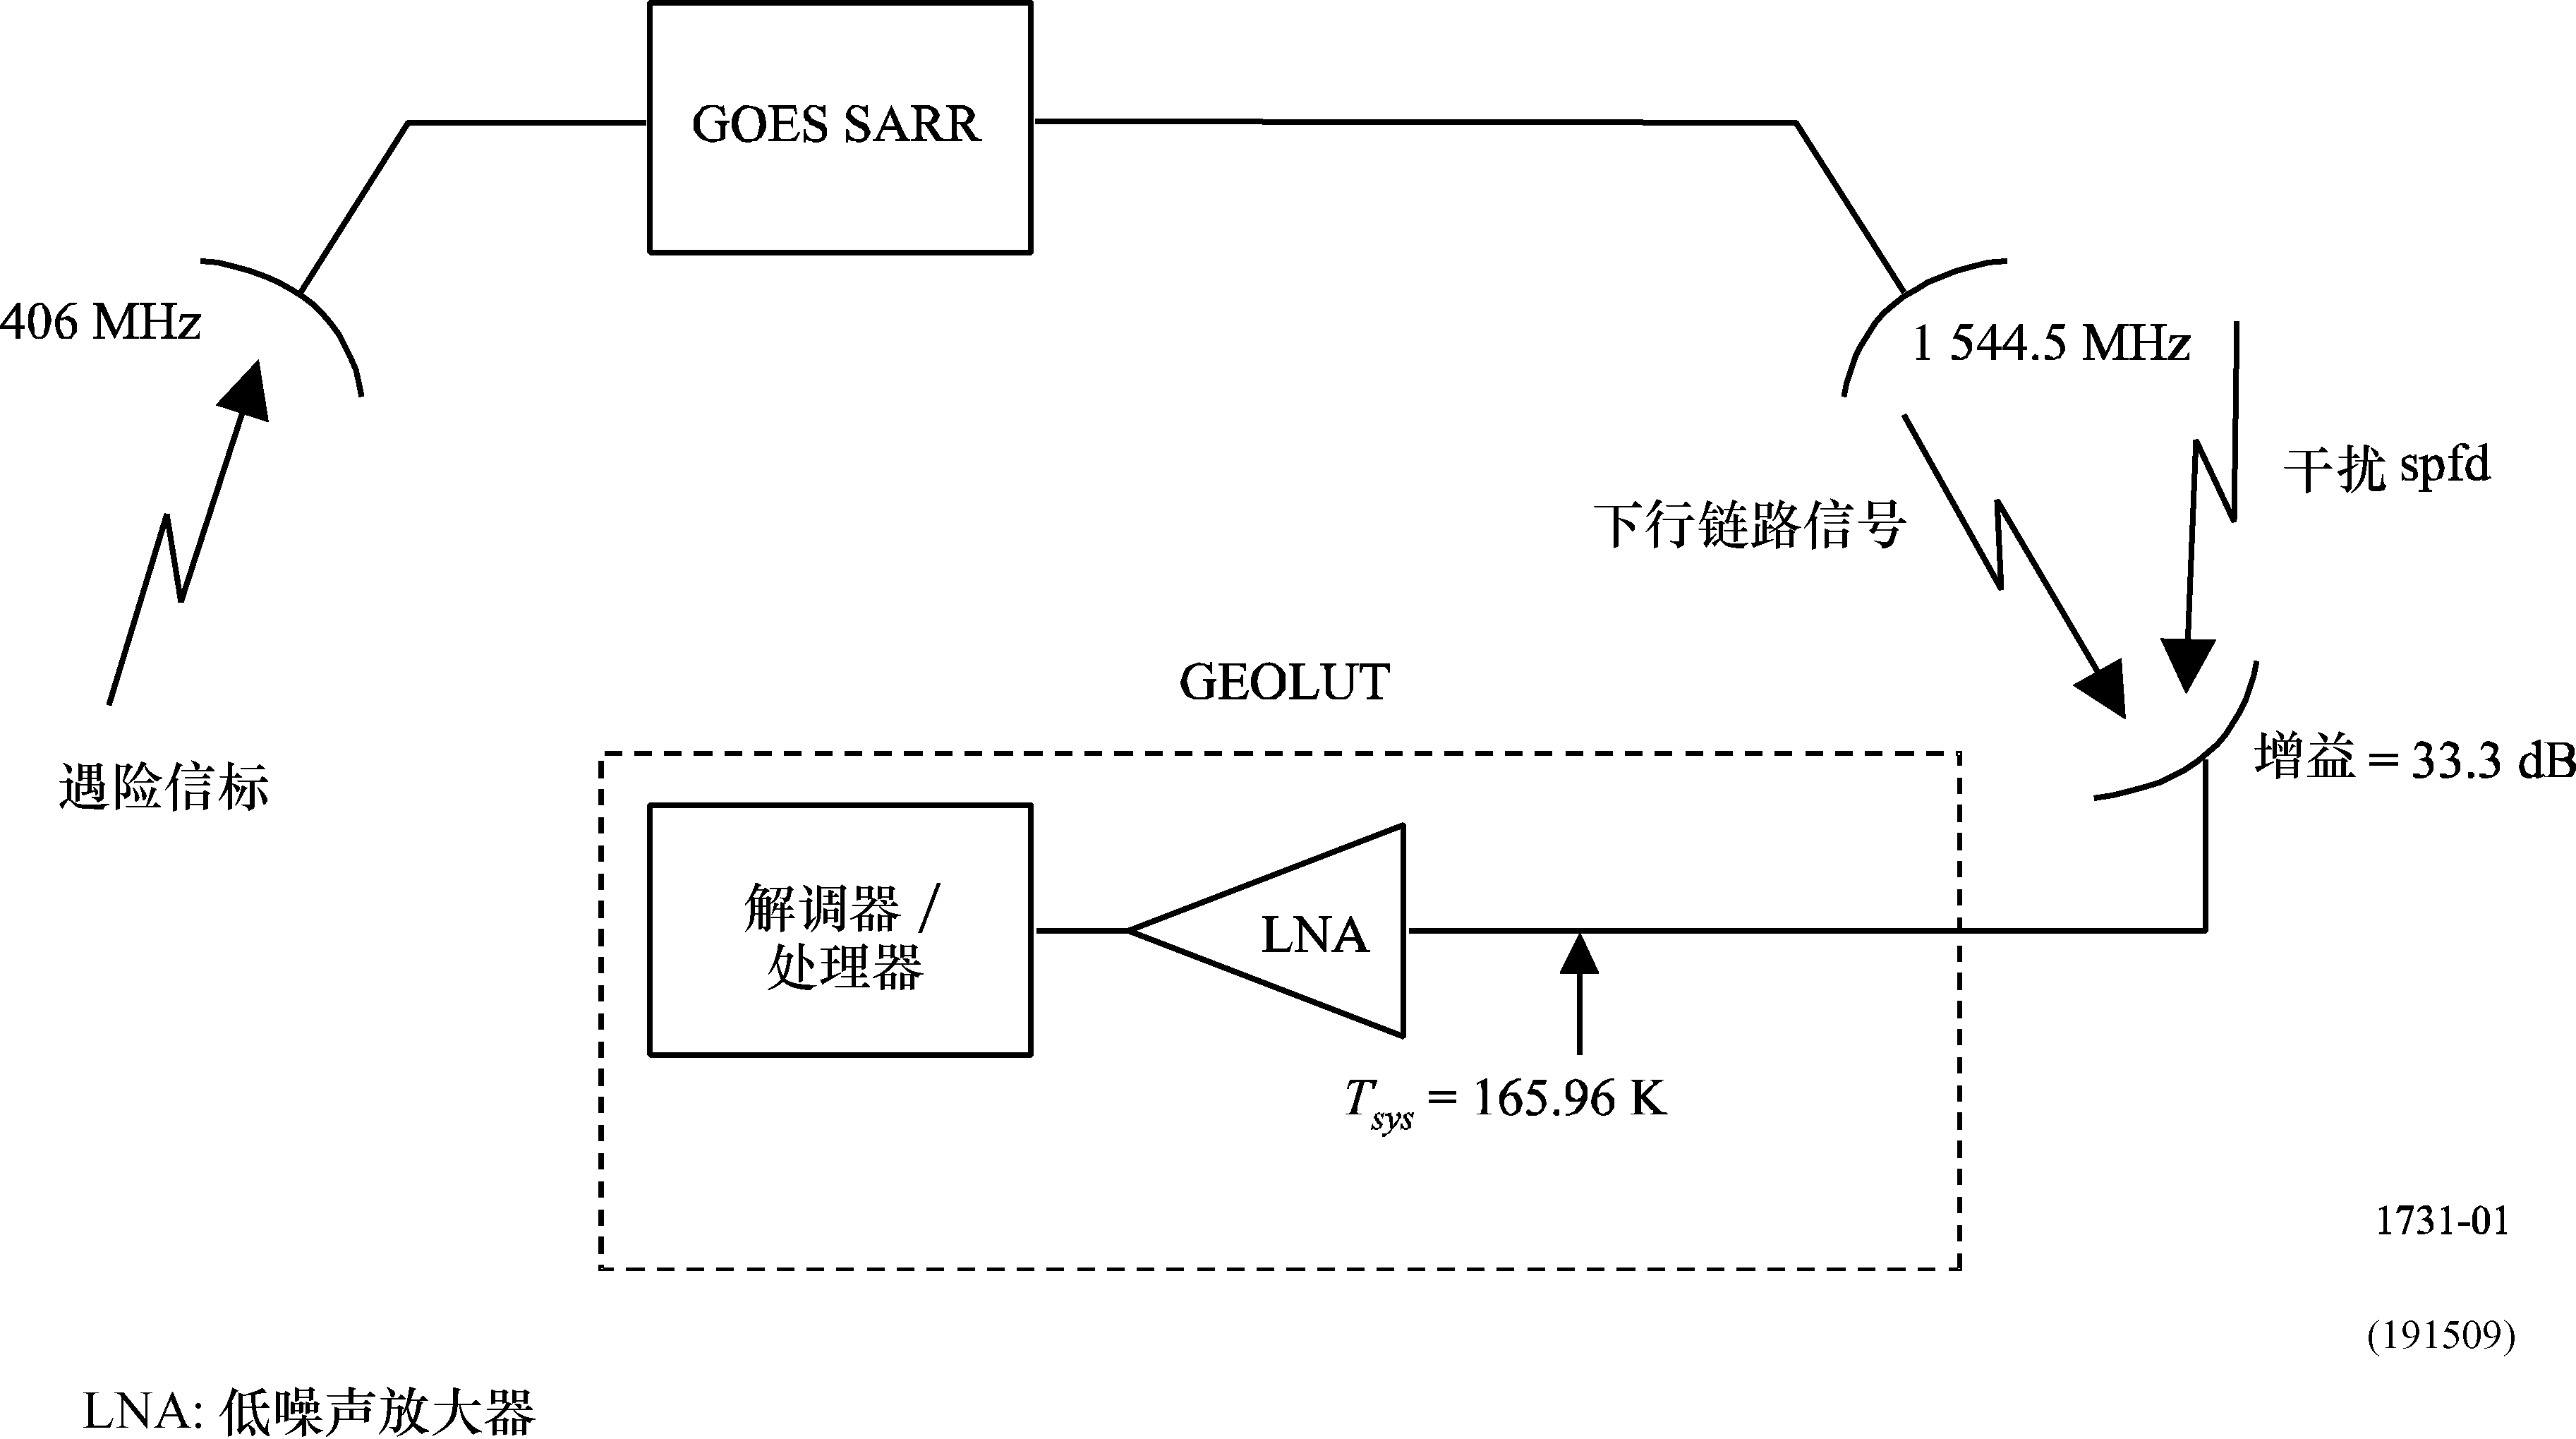 GOES SARR
406 MHz
1 544.5 MHz
干扰 spfd
下行链路信号
GEOLUT
遇险信标
增益 = 33.3 dB
解调器 /
处理器
LNA
Tsys = 165.96 K
1731-01
(191509)
LNA: 低噪声放大器